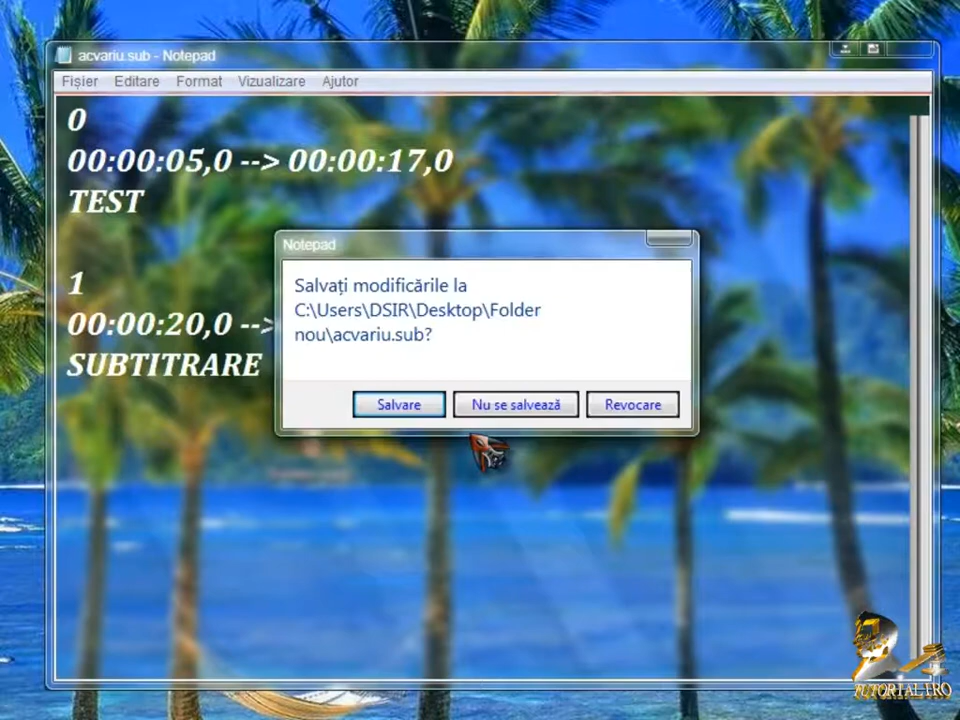 acvariu.sub - Notepad
Fișier Editare Format Vizualizare Ajutor
0
00:00:05,0 --> 00:00:17,0
TEST
1
00:00:20,0 -->
SUBTITRARE
Notepad
Salvați modificările la
C:\Users\DSIR\Desktop\Folder
nou\acvariu.sub?
Salvare Nu se salvează Revocare
TUTORIAL1.RO